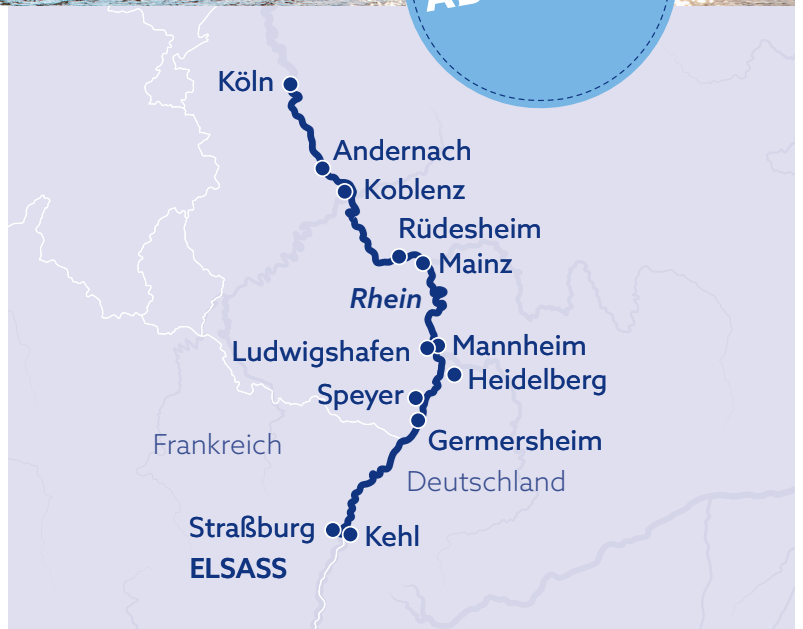 Köln
Andernach
Koblenz
Rüdesheim
Mainz
Rhein
Ludwigshafen
Mannheim
Heidelberg
Speyer
Germersheim
Frankreich
Deutschland
Straßburg
Kehl
ELSASS